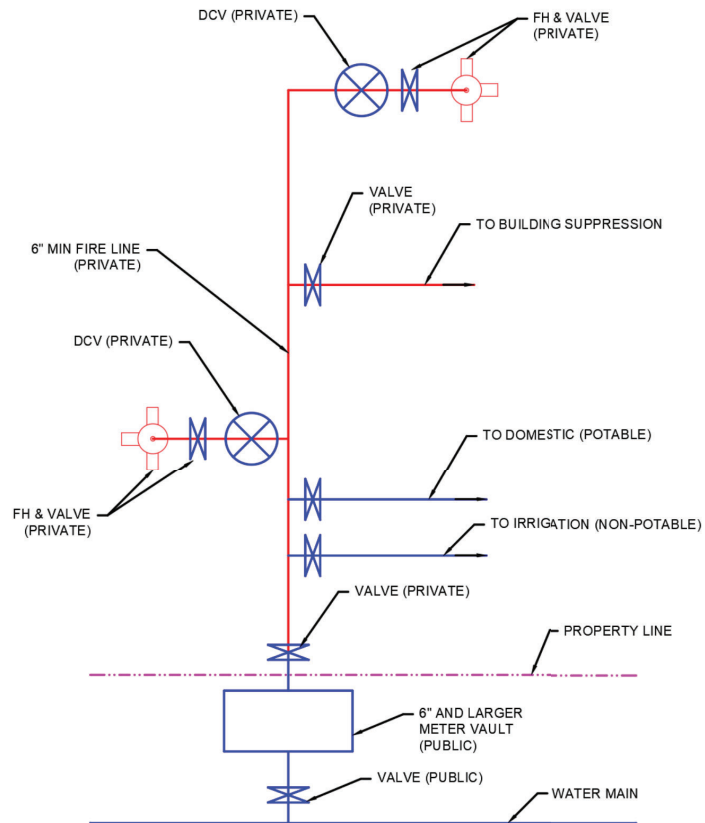 DCV (PRIVATE)
FH & VALVE
(PRIVATE)
VALVE
(PRIVATE)
TO BUILDING SUPPRESSION
6" MIN FIRE LINE
(PRIVATE)
DCV (PRIVATE)
TO DOMESTIC (POTABLE)
FH & VALVE
(PRIVATE)
TO IRRIGATION (NON-POTABLE)
VALVE (PRIVATE)
PROPERTY LINE
6" AND LARGER
METER VAULT
(PUBLIC)
VALVE (PUBLIC)
WATER MAIN